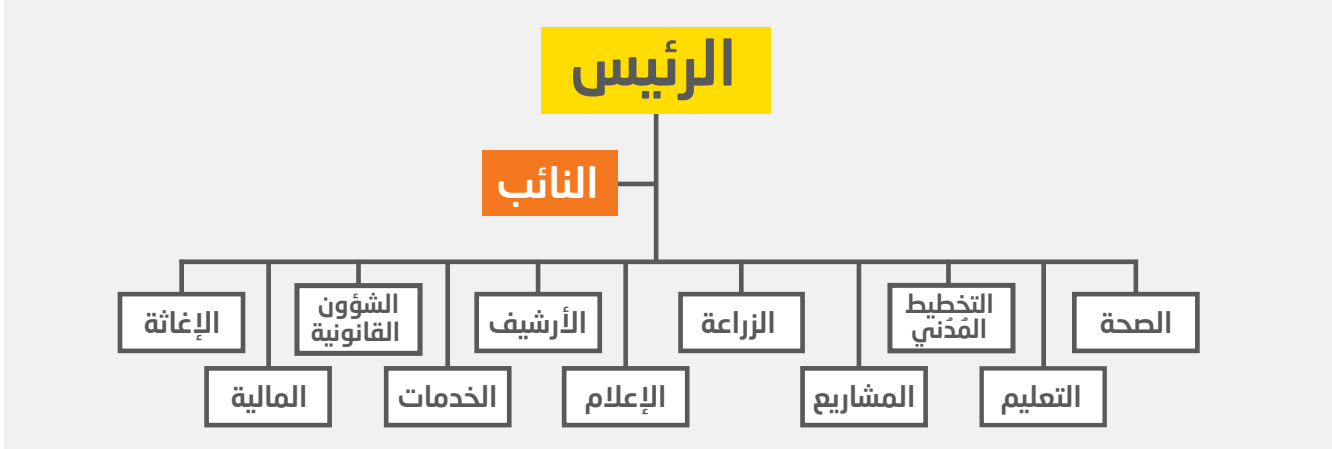 الرئيس
النائب
الصحة
التخطيط
المُدُني
الزراعة
الأرشيف
الشؤون
القانونية
الإغاثة
التعليم
المشاريع
الإعلام
الخدمات
المالية